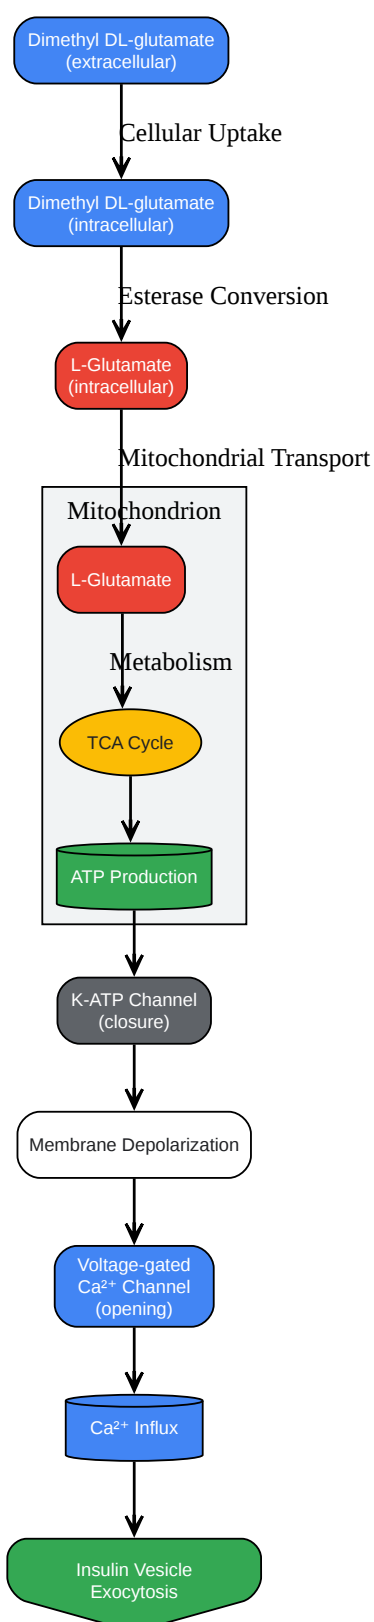 Dimethyl DL-glutamate
(extracellular)
Cellular Uptake
Dimethyl DL-glutamate
(intracellular)
Esterase Conversion
L-Glutamate
(intracellular)
Mitochondrial Transport
Mitochondrion
L-Glutamate
Metabolism
TCA Cycle
ATP Production
K-ATP Channel
(closure)
Membrane Depolarization
Voltage-gated
Ca²⁺ Channel
(opening)
Ca²⁺ Influx
Insulin Vesicle
Exocytosis